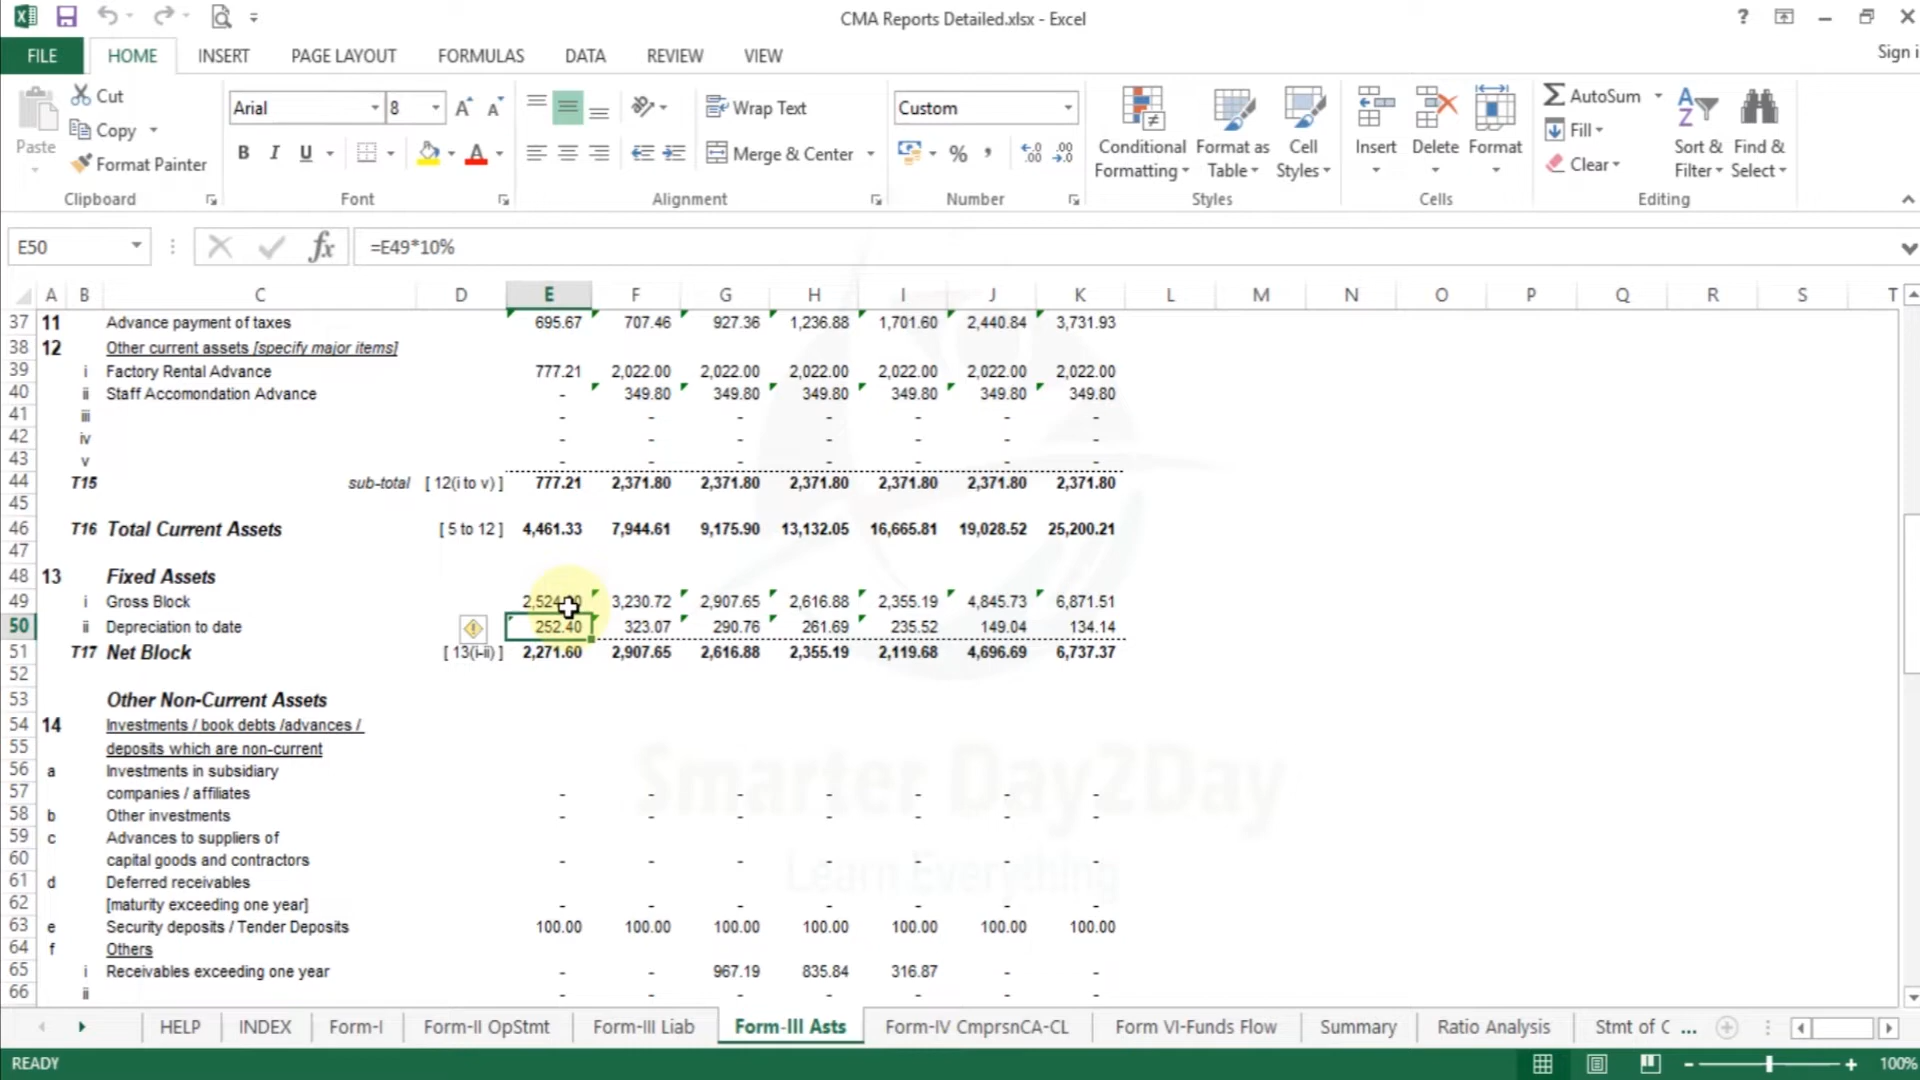 CMA Reports Detailed.xlsx - Excel
FILE HOME INSERT PAGE LAYOUT FORMULAS DATA REVIEW VIEW Sign i
Paste
Cut
Copy
Format Painter
Clipboard
Arial 8
B I U
Font
Wrap Text
Merge & Center
Alignment
Custom
Number
Conditional Formatting
Format as Table
Cell Styles
Styles
Insert Delete Format
Cells
AutoSum
Fill
Clear
Sort & Filter
Find & Select
Editing
E50 fx =E49*10%
A B C D E F G H I J K L M N O P Q R S T
37 11 Advance payment of taxes 695.67 707.46 927.36 1,236.88 1,701.60 2,440.84 3,731.93
38 12 Other current assets [specify major items]
39 i Factory Rental Advance 777.21 2,022.00 2,022.00 2,022.00 2,022.00 2,022.00 2,022.00
40 ii Staff Accomondation Advance - 349.80 349.80 349.80 349.80 349.80 349.80
41 iii - - - - - - -
42 iv - - - - - - -
43 v - - - - - - -
44 T15 sub-total [ 12(i to v) ] 777.21 2,371.80 2,371.80 2,371.80 2,371.80 2,371.80 2,371.80
45
46 T16 Total Current Assets [ 5 to 12 ] 4,461.33 7,944.61 9,175.90 13,132.05 16,665.81 19,028.52 25,200.21
47
48 13 Fixed Assets
49 i Gross Block 3,230.72 2,907.65 2,616.88 2,355.19 4,845.73 6,871.51
50 ii Depreciation to date 252.40 323.07 290.76 261.69 235.52 149.04 134.14
51 T17 Net Block [ 13(i-ii) ] 2,271.60 2,907.65 2,616.88 2,355.19 2,119.68 4,696.69 6,737.37
52
53 Other Non-Current Assets
54 14 Investments / book debts /advances /
55 deposits which are non-current
56 a Investments in subsidiary
57 companies / affiliates - - - - - - -
58 b Other investments - - - - - - -
59 c Advances to suppliers of
60 capital goods and contractors - - - - - - -
61 d Deferred receivables
62 [maturity exceeding one year] - - - - - - -
63 e Security deposits / Tender Deposits 100.00 100.00 100.00 100.00 100.00 100.00 100.00
64 f Others
65 i Receivables exceeding one year - - 967.19 835.84 316.87 - -
66 ii - - - - - - -
Smarter Day2Day
Learn Everything
HELP INDEX Form-I Form-II OpStmt Form-III Liab Form-III Asts Form-IV CmprsnCA-CL Form VI-Funds Flow Summary Ratio Analysis Stmt of C ...
READY 100%